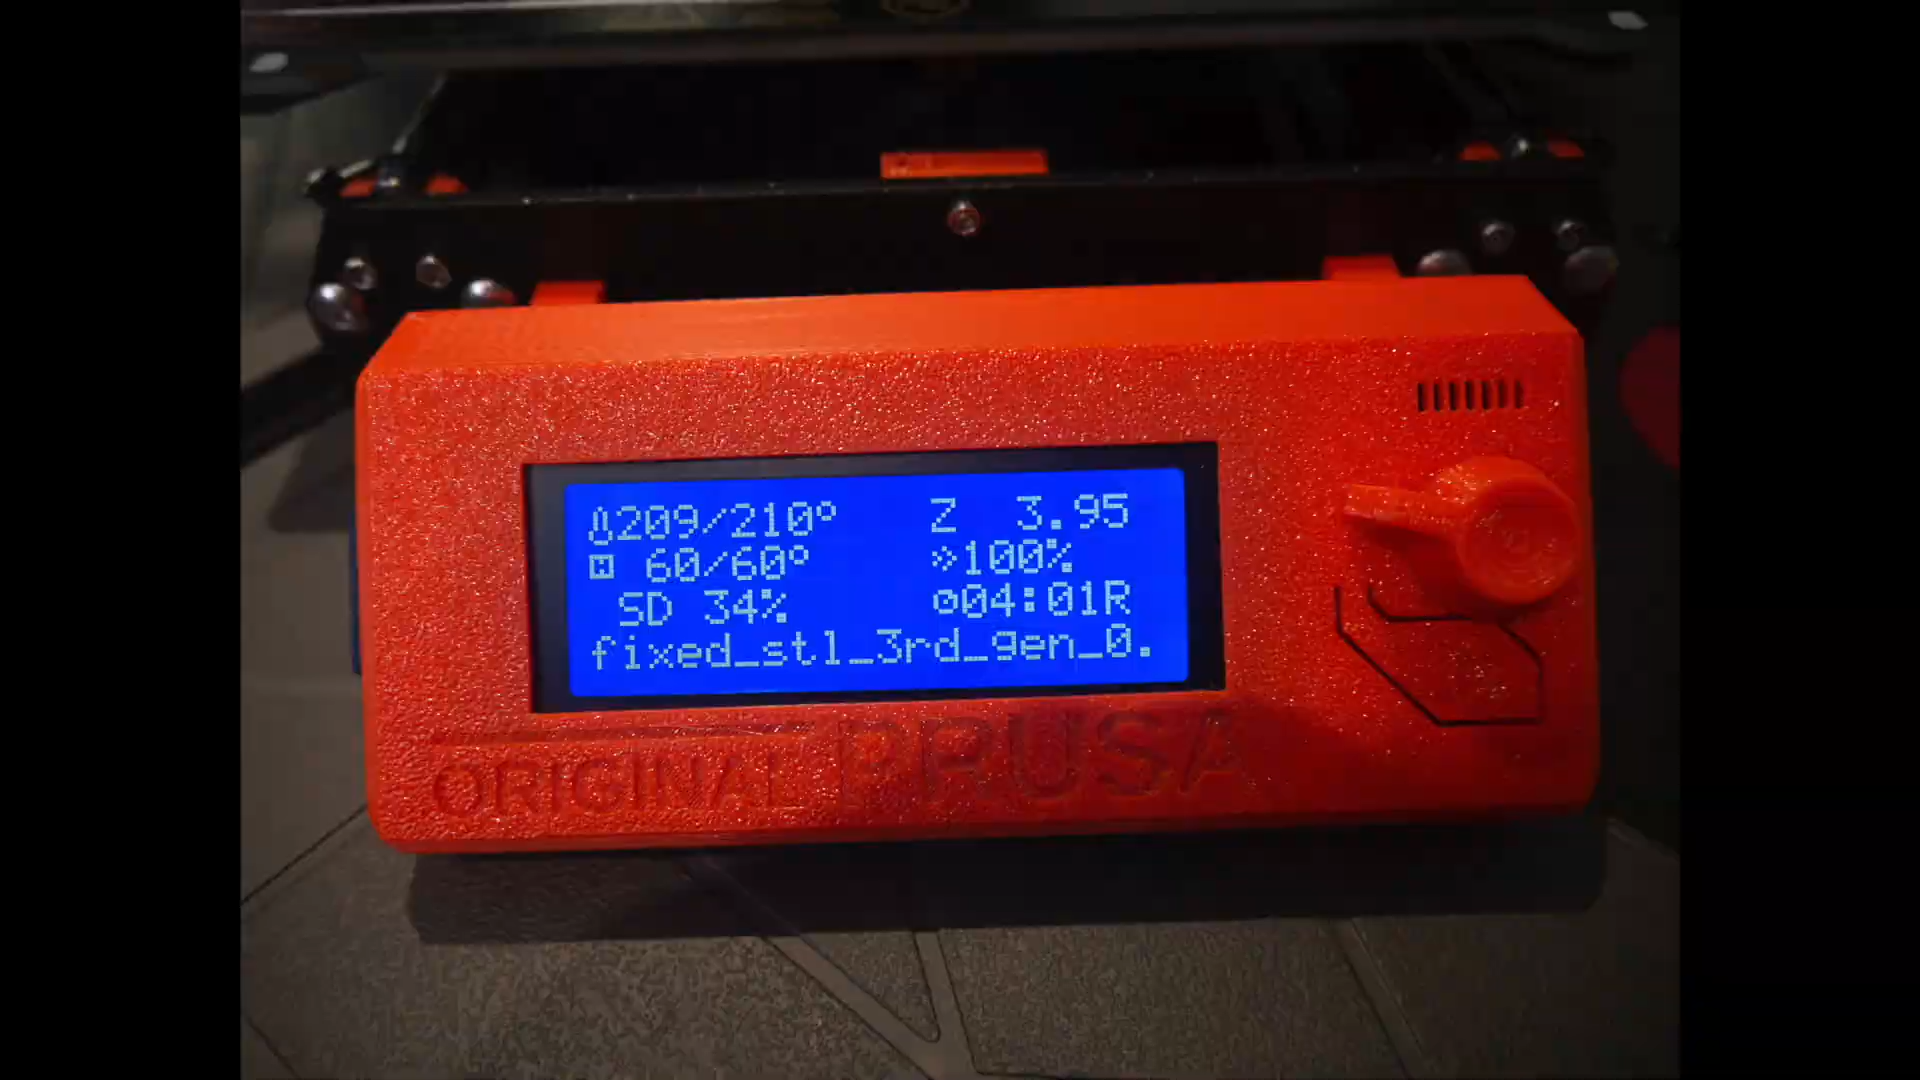 209/210° Z 3.95
60/60° 100%
SD 34% 04:01R
fixed_stl_3rd_gen_0.
ORIGINAL PRUSA